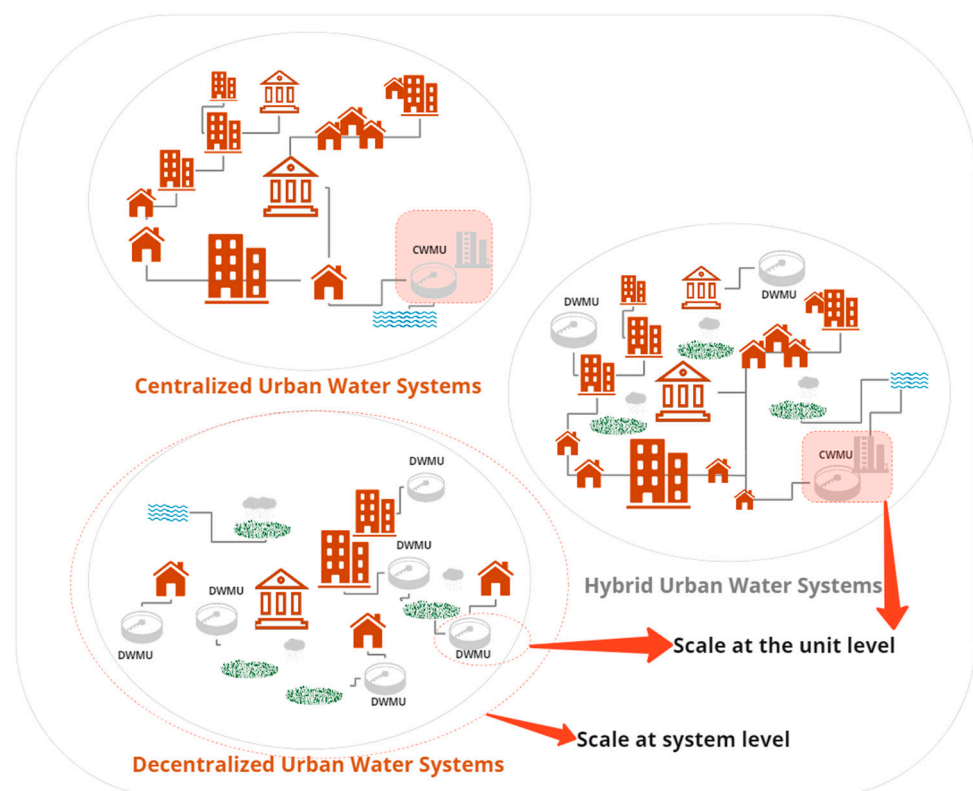 CWMU
Centralized Urban Water Systems
DWMU
DWMU
CWMU
Hybrid Urban Water Systems
DWMU
DWMU
DWMU
DWMU
DWMU
DWMU
Scale at the unit level
Scale at system level
Decentralized Urban Water Systems